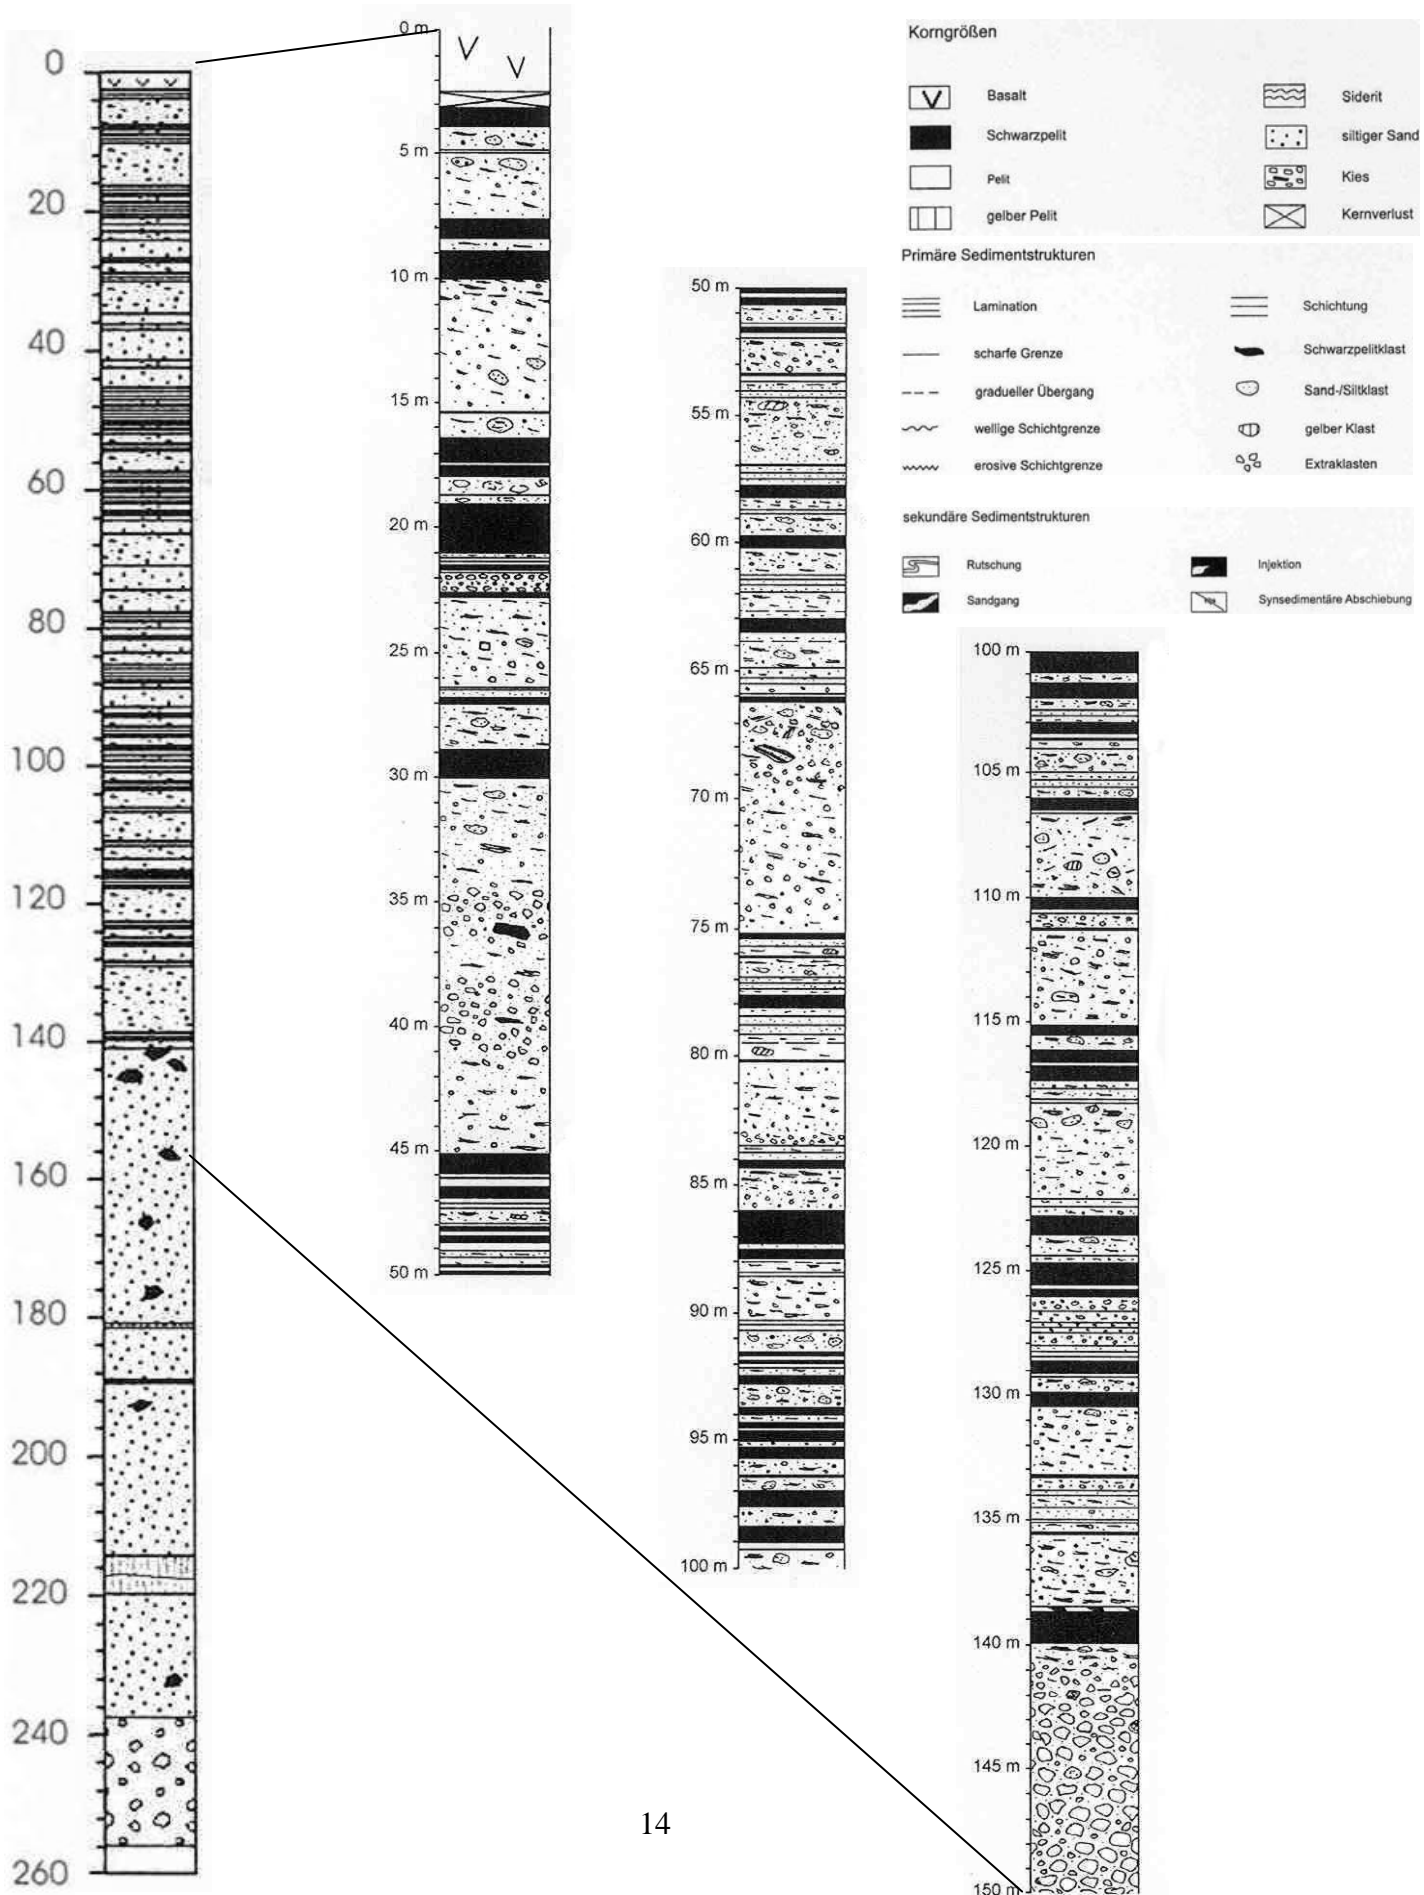 0
20
40
60
80
100
120
140
160
180
200
220
240
260
0 m
5 m
10 m
15 m
20 m
25 m
30 m
35 m
40 m
45 m
50 m
50 m
55 m
60 m
65 m
70 m
75 m
80 m
85 m
90 m
95 m
100 m
Korngrößen
Basalt
Siderit
Schwarzpelit
siltiger Sand
Pelit
Kies
gelber Pelit
Kernverlust
Primäre Sedimentstrukturen
Lamination
Schichtung
scharfe Grenze
Schwarzpelitklast
gradueller Übergang
Sand-/Siltklast
wellige Schichtgrenze
gelber Klast
erosive Schichtgrenze
Extraklasten
sekundäre Sedimentstrukturen
Rutschung
Injektion
Sandgang
Synsedimentäre Abschiebung
100 m
105 m
110 m
115 m
120 m
125 m
130 m
135 m
140 m
145 m
150 m
14